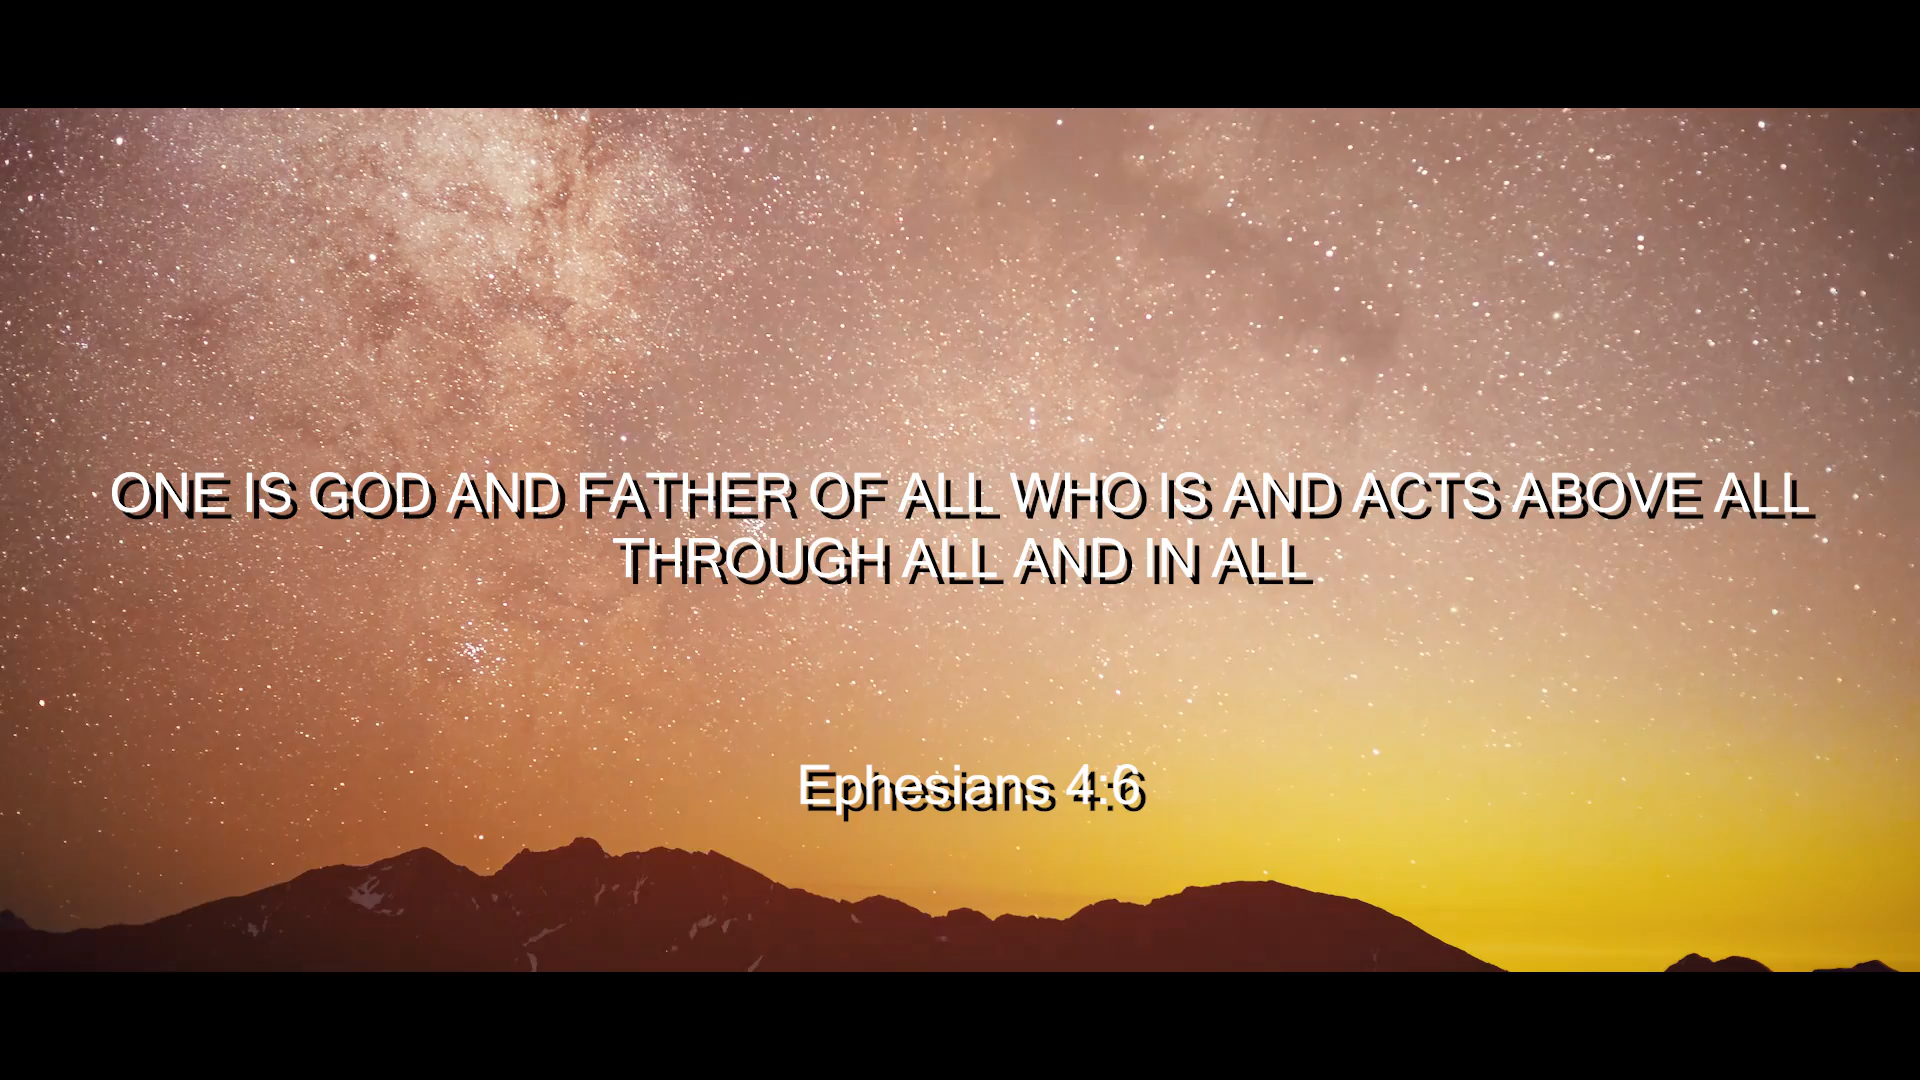 ONE IS GOD AND FATHER OF ALL WHO IS AND ACTS ABOVE ALL
THROUGH ALL AND IN ALL
Ephesians 4:6